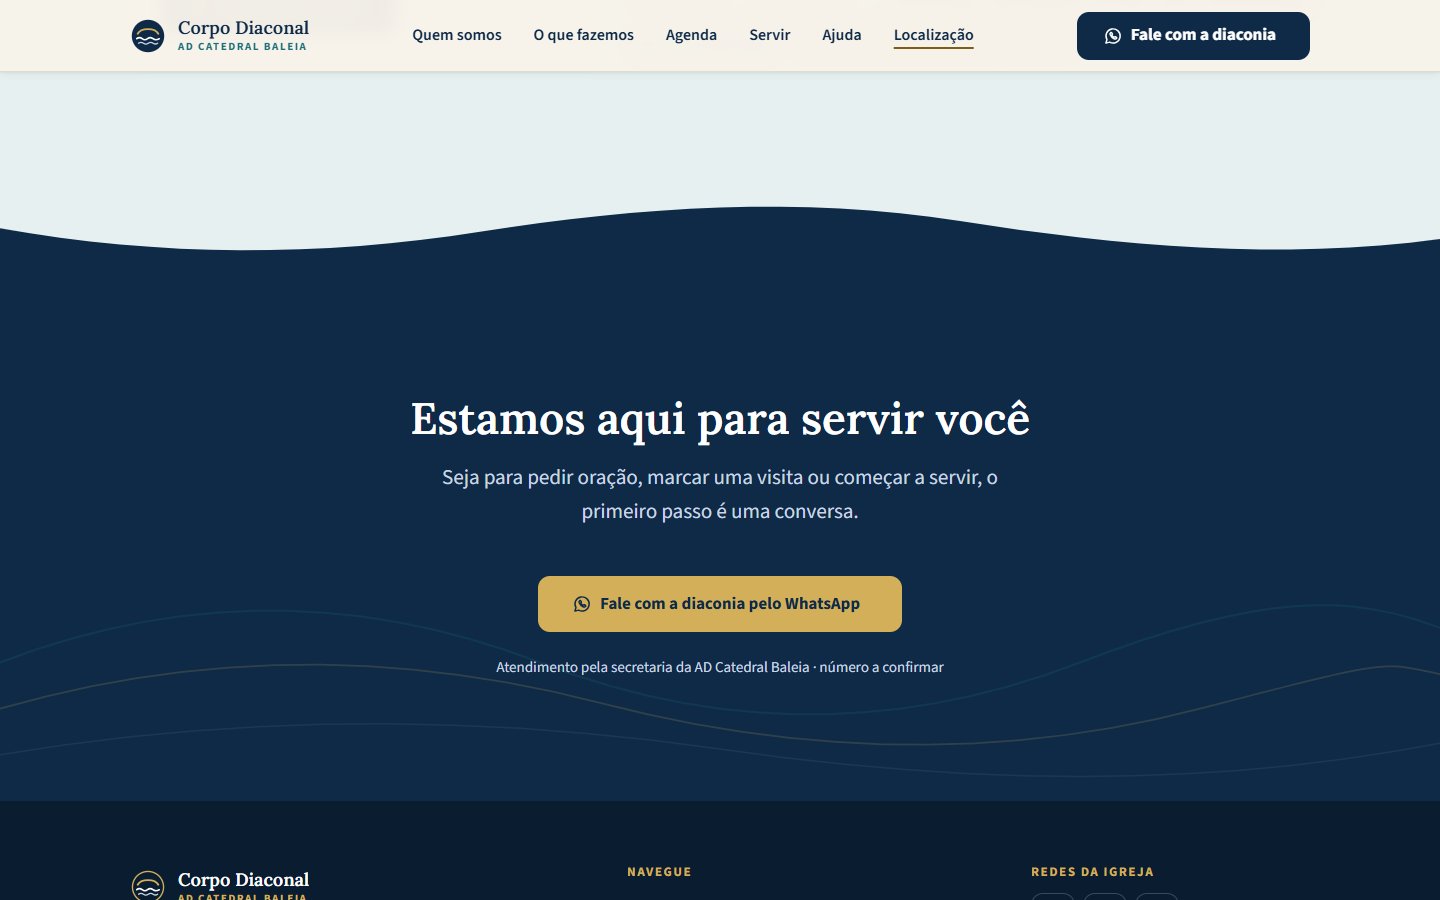 Corpo Diaconal
AD CATEDRAL BALEIA
Quem somos
O que fazemos
Agenda
Servir
Ajuda
Localização
Fale com a diaconia
Estamos aqui para servir você
Seja para pedir oração, marcar uma visita ou começar a servir, o
primeiro passo é uma conversa.
Fale com a diaconia pelo WhatsApp
Atendimento pela secretaria da AD Catedral Baleia · número a confirmar
Corpo Diaconal
AD CATEDRAL BALEIA
NAVEGUE
REDES DA IGREJA